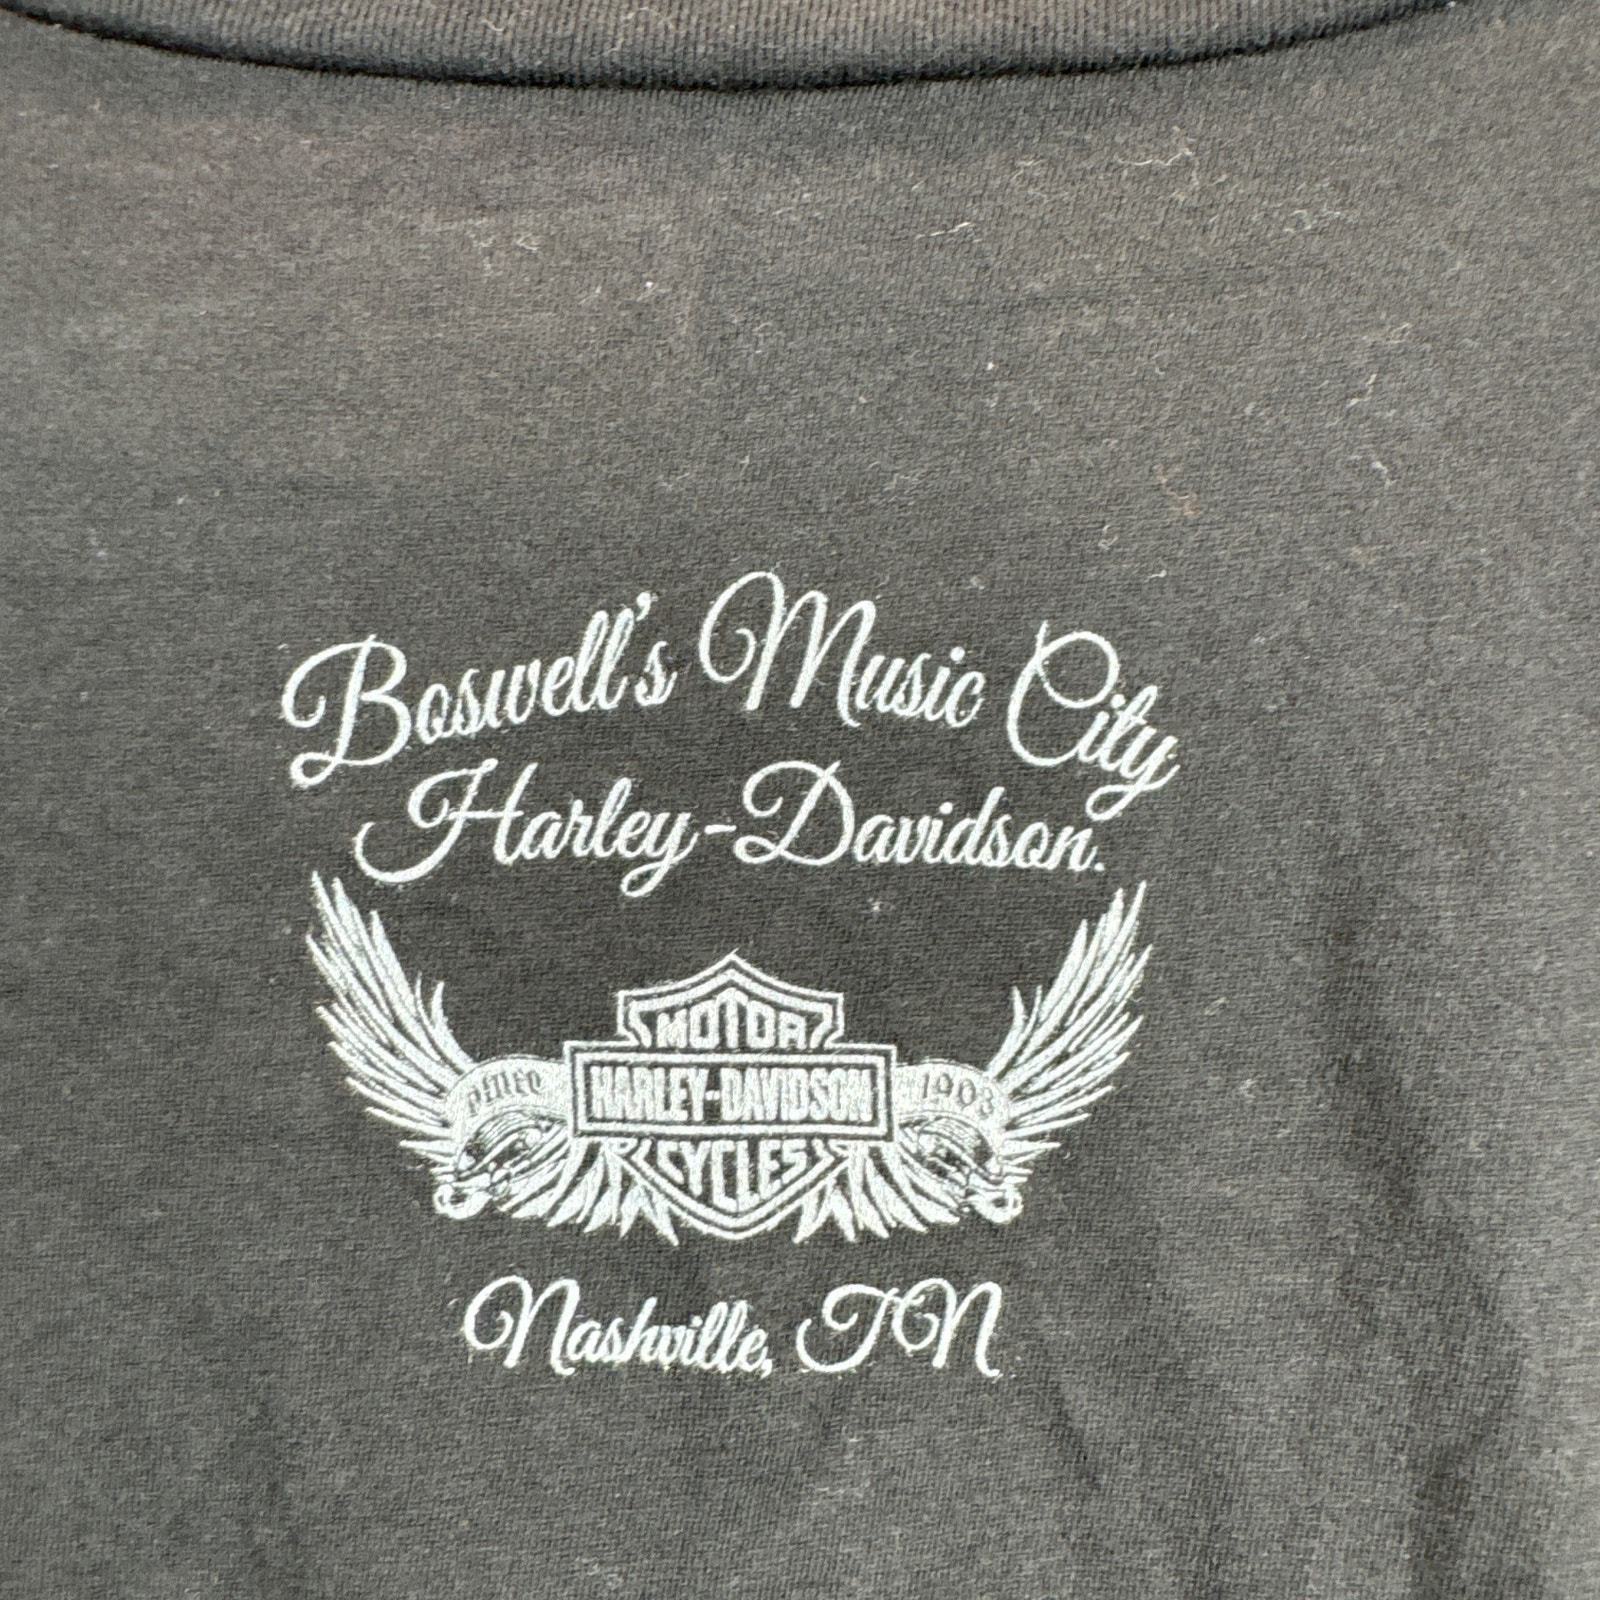 Boswell's Music City
Harley-Davidson.
MOTOR
HARLEY-DAVIDSON
1903
CYCLES
Nashville, TN